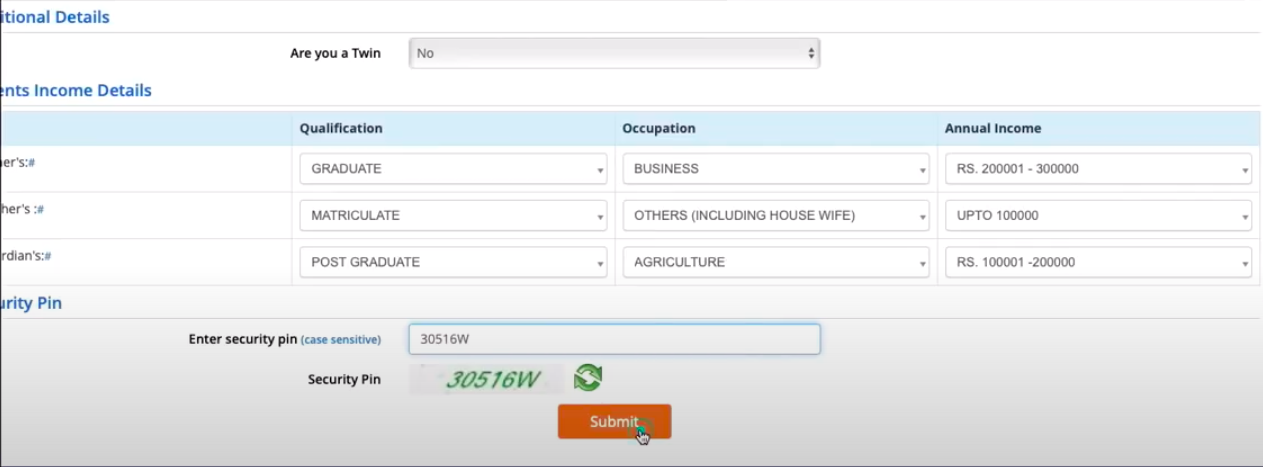 itional Details
Are you a Twin No
ents Income Details
Qualification Occupation Annual Income
er's:# GRADUATE BUSINESS RS. 200001 - 300000
her's :# MATRICULATE OTHERS (INCLUDING HOUSE WIFE) UPTO 100000
rdian's:# POST GRADUATE AGRICULTURE RS. 100001 -200000
urity Pin
Enter security pin (case sensitive) 30516W
Security Pin 30516W
Submit